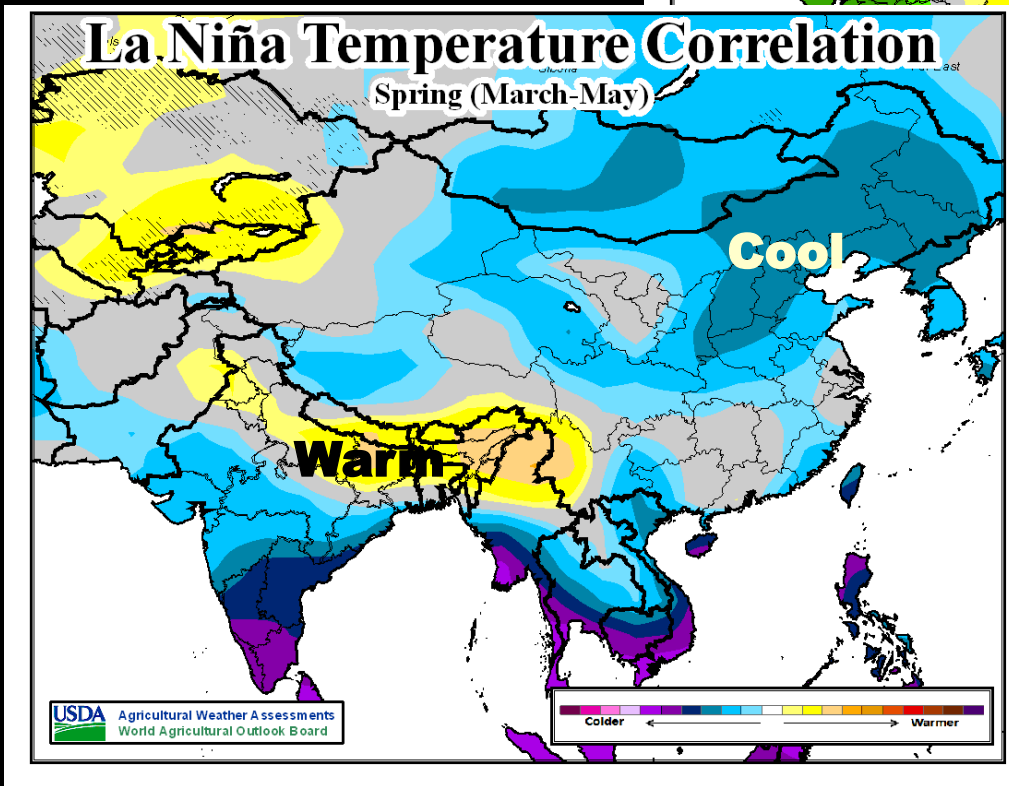 La Niña Temperature Correlation
Spring (March-May)
Cool
Warm
USDA Agricultural Weather Assessments
World Agricultural Outlook Board
Colder Warmer